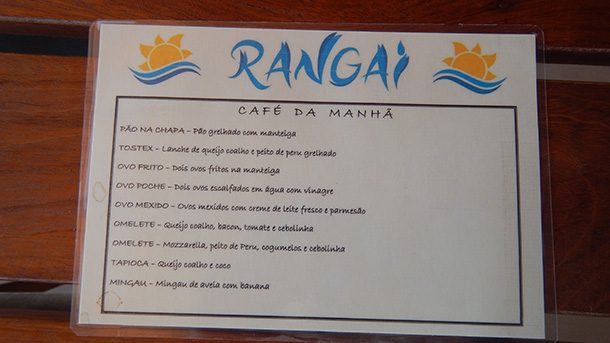 RANGAi
CAFÉ DA MANHÃ
PÃO NA CHAPA – Pão grelhado com manteiga
TOSTEX – Lanche de queijo coalho e peito de peru grelhado
OVO FRITO – Dois ovos fritos na manteiga
OVO POCHE – Dois ovos escalfados em água com vinagre
OVO MEXIDO – Ovos mexidos com creme de leite fresco e parmesão
OMELETE – Queijo coalho, bacon, tomate e cebolinha
OMELETE – Mozzarella, peito de Peru, cogumelos e cebolinha
TAPIOCA – Queijo coalho e coco
MINGAU – Mingau de aveia com banana